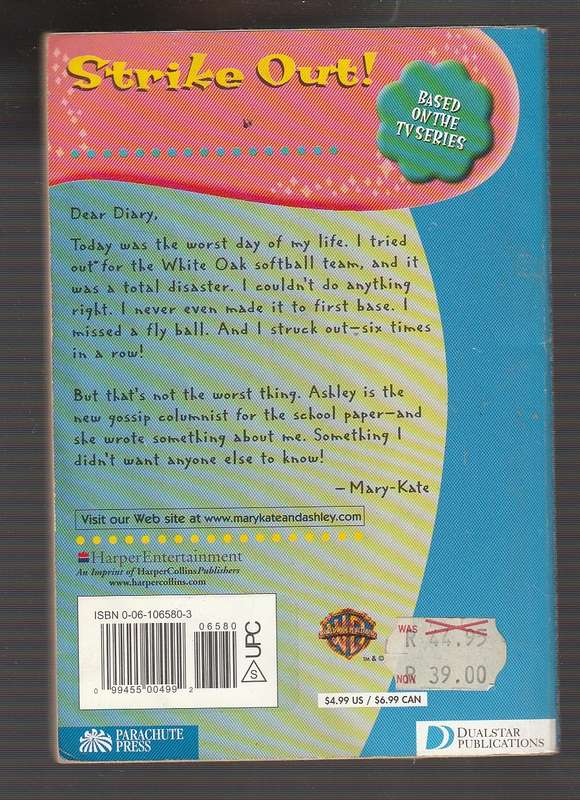 Strike Out!
BASED
ON THE
TV SERIES
Dear Diary,
Today was the worst day of my life. I tried
out for the White Oak softball team, and it
was a total disaster. I couldn't do anything
right. I never even made it to first base. I
missed a fly ball. And I struck out—six times
in a row!
But that's not the worst thing. Ashley is the
new gossip columnist for the school paper—and
she wrote something about me. Something I
didn't want anyone else to know!
– Mary-Kate
Visit our Web site at www.marykateandashley.com
HarperEntertainment
An Imprint of HarperCollinsPublishers
www.harpercollins.com
ISBN 0-06-106580-3
06580
0 99455 00499 2
S UPC
TM & ©
WAS R 44.95
NOW R 39.00
$4.99 US / $6.99 CAN
PARACHUTE
PRESS
DUALSTAR
PUBLICATIONS